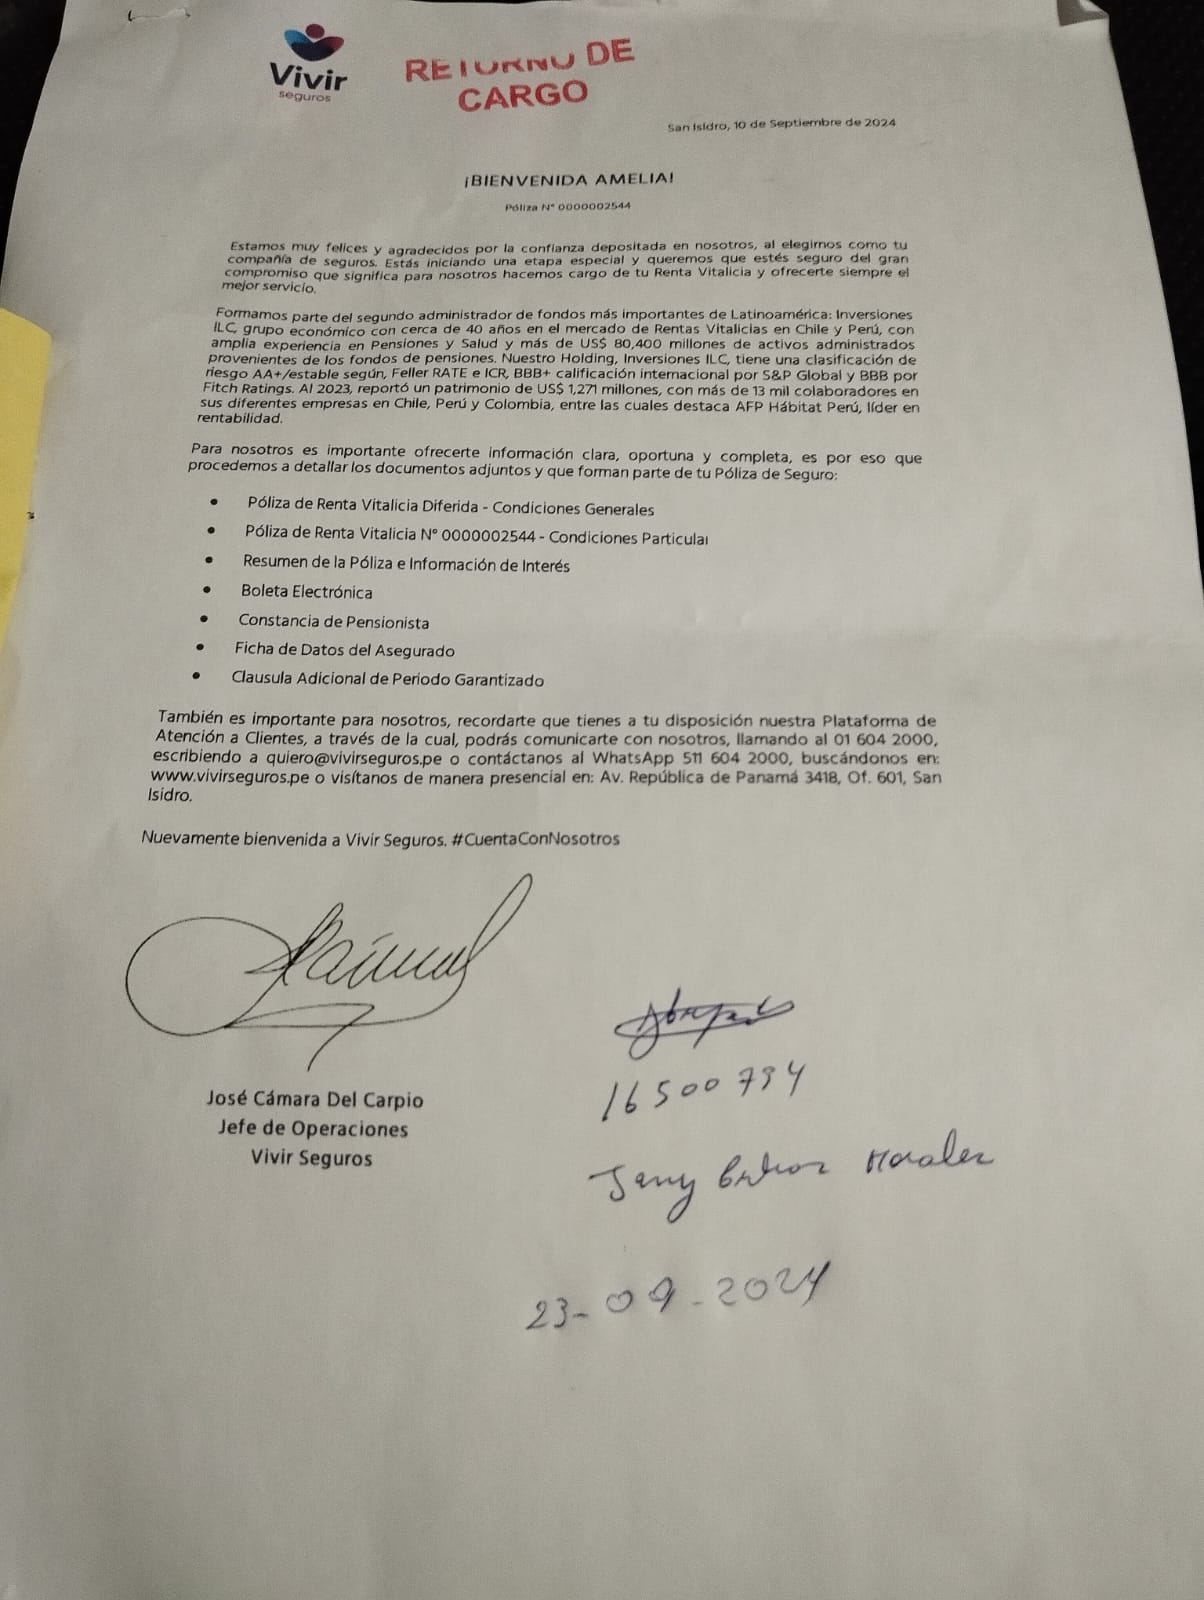 Vivir
seguros
RETORNO DE
CARGO
San Isidro, 10 de Septiembre de 2024
¡BIENVENIDA AMELIA!
Póliza N° 0000002544
Estamos muy felices y agradecidos por la confianza depositada en nosotros, al elegirnos como tu
compañía de seguros. Estás iniciando una etapa especial y queremos que estés seguro del gran
compromiso que significa para nosotros hacernos cargo de tu Renta Vitalicia y ofrecerte siempre el
mejor servicio.
Formamos parte del segundo administrador de fondos más importantes de Latinoamérica: Inversiones
ILC, grupo económico con cerca de 40 años en el mercado de Rentas Vitalicias en Chile y Perú, con
amplia experiencia en Pensiones y Salud y más de US$ 80,400 millones de activos administrados
provenientes de los fondos de pensiones. Nuestro Holding, Inversiones ILC, tiene una clasificación de
riesgo AA+/estable según, Feller RATE e ICR, BBB+ calificación internacional por S&P Global y BBB por
Fitch Ratings. Al 2023, reportó un patrimonio de US$ 1,271 millones, con más de 13 mil colaboradores en
sus diferentes empresas en Chile, Perú y Colombia, entre las cuales destaca AFP Hábitat Perú, líder en
rentabilidad.
Para nosotros es importante ofrecerte información clara, oportuna y completa, es por eso que
procedemos a detallar los documentos adjuntos y que forman parte de tu Póliza de Seguro:
• Póliza de Renta Vitalicia Diferida - Condiciones Generales
• Póliza de Renta Vitalicia N° 0000002544 - Condiciones Particular
• Resumen de la Póliza e Información de Interés
• Boleta Electrónica
• Constancia de Pensionista
• Ficha de Datos del Asegurado
• Clausula Adicional de Periodo Garantizado
También es importante para nosotros, recordarte que tienes a tu disposición nuestra Plataforma de
Atención a Clientes, a través de la cual, podrás comunicarte con nosotros, llamando al 01 604 2000,
escribiendo a quiero@vivirseguros.pe o contáctanos al WhatsApp 511 604 2000, buscándonos en:
www.vivirseguros.pe o visítanos de manera presencial en: Av. República de Panamá 3418, Of. 601, San
Isidro.
Nuevamente bienvenida a Vivir Seguros. #CuentaConNosotros
José Cámara Del Carpio
Jefe de Operaciones
Vivir Seguros
16500734
Morales
23-09-2024